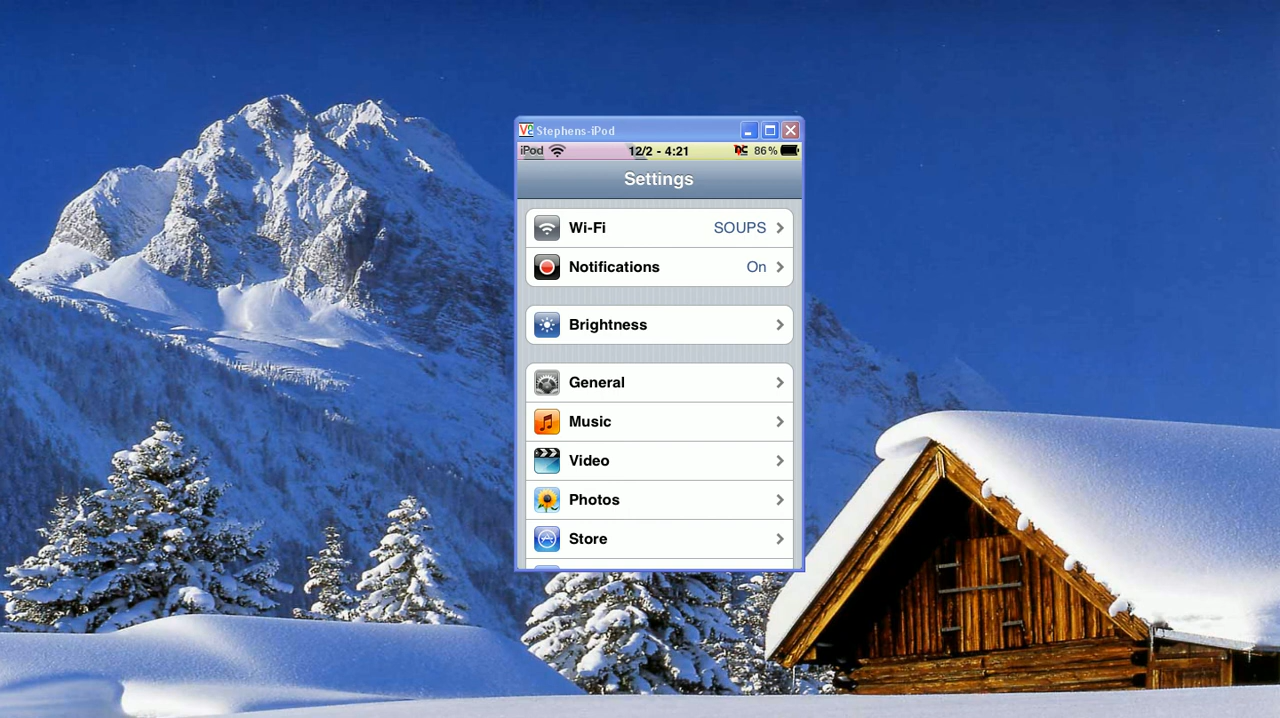 Stephens-iPod
iPod 12/2 - 4:21 86%
Settings
Wi-Fi SOUPS
Notifications On
Brightness
General
Music
Video
Photos
Store